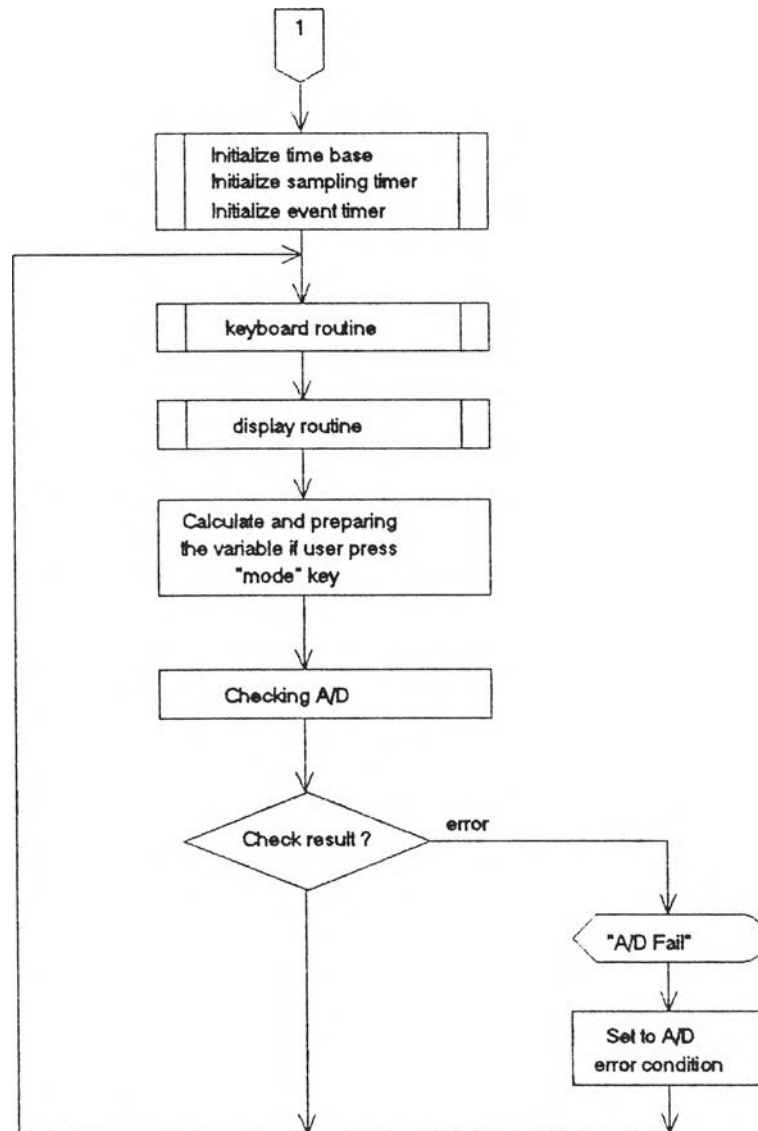 1
Initialize time base
Initialize sampling timer
Initialize event timer
keyboard routine
display routine
Calculate and preparing
the variable if user press
"mode" key
Checking A/D
Check result ?
error
"A/D Fail"
Set to A/D
error condition